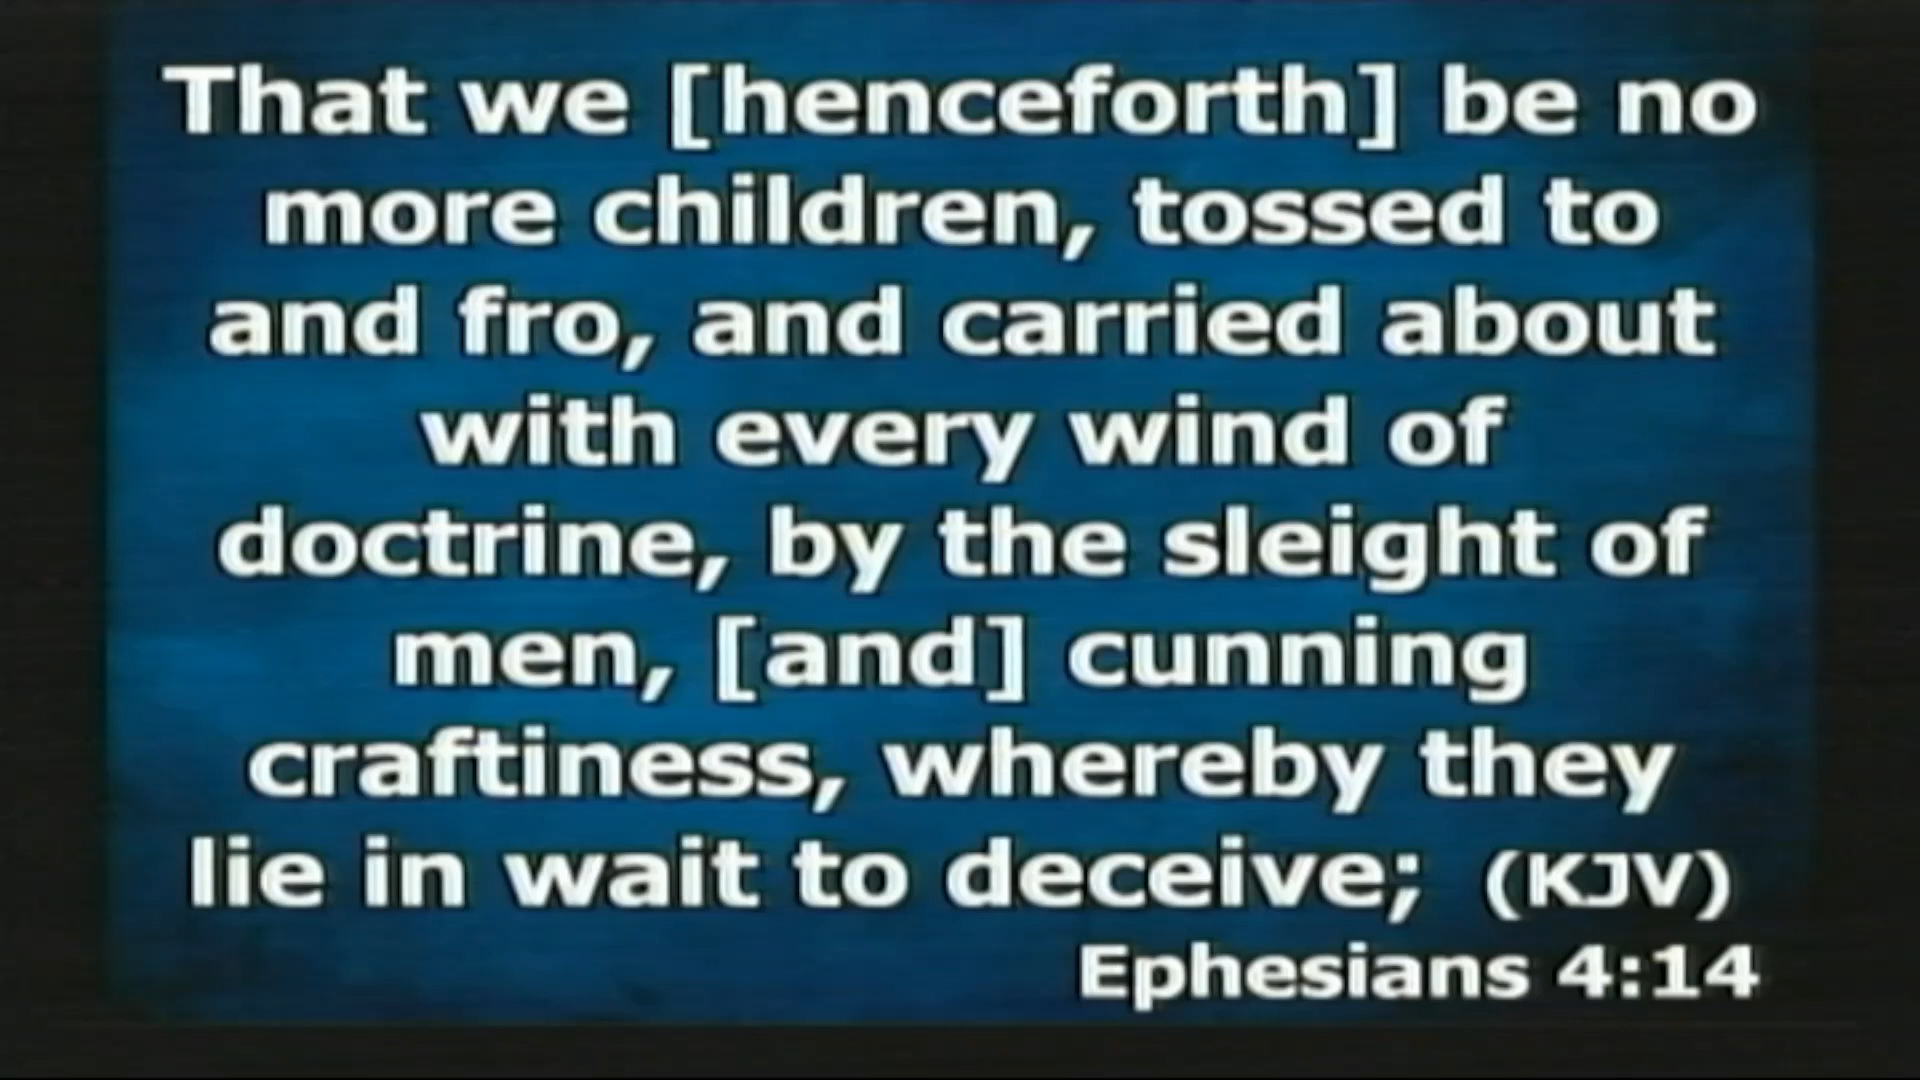 That we [henceforth] be no
more children, tossed to
and fro, and carried about
with every wind of
doctrine, by the sleight of
men, [and] cunning
craftiness, whereby they
lie in wait to deceive; (KJV)
Ephesians 4:14